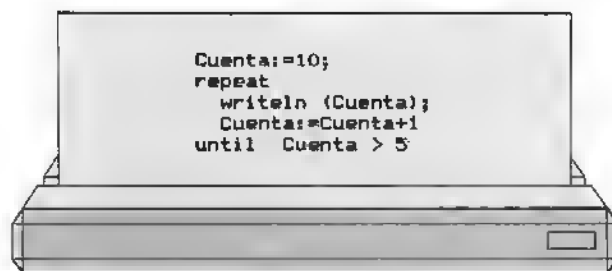 Cuenta:=10;
repeat
writeln (Cuenta);
Cuenta:=Cuenta+1
until Cuenta > 5